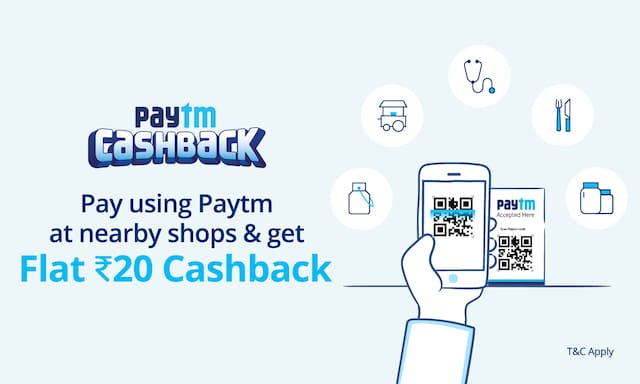 paytm
CASHBACK
Pay using Paytm
at nearby shops & get
Flat ₹20 Cashback
paytm
Accepted Here
T&C Apply